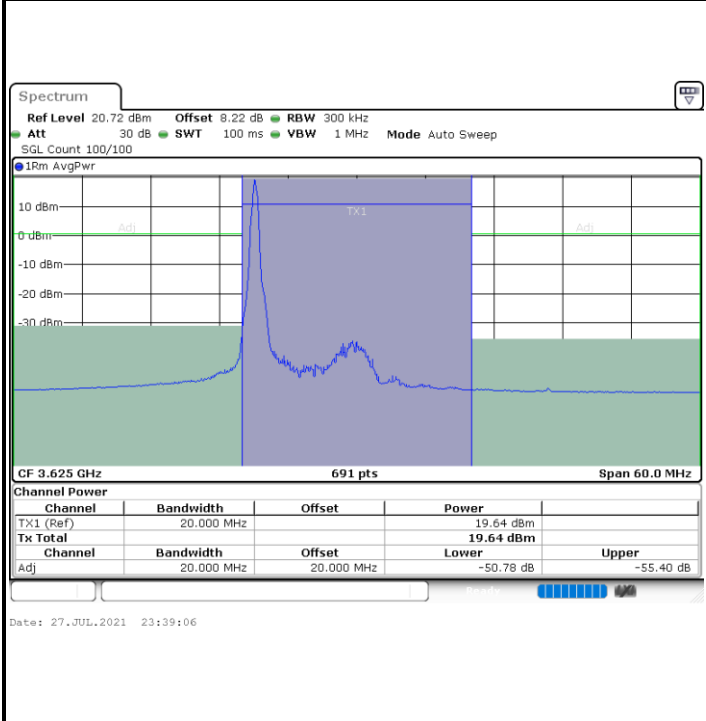 Spectrum
Ref Level 20.72 dBm Offset 8.22 dB RBW 300 kHz
Att 30 dB SWT 100 ms VBW 1 MHz Mode Auto Sweep
SGL Count 100/100
1Rm AvgPwr
10 dBm
TX1
Adj
Adj
0 dBm
-10 dBm
-20 dBm
-30 dBm
CF 3.625 GHz 691 pts Span 60.0 MHz
Channel Power
Channel Bandwidth Offset Power
TX1 (Ref) 20.000 MHz 19.64 dBm
Tx Total 19.64 dBm
Channel Bandwidth Offset Lower Upper
Adj 20.000 MHz 20.000 MHz -50.78 dB -55.40 dB
Ready
Date: 27.JUL.2021 23:39:06